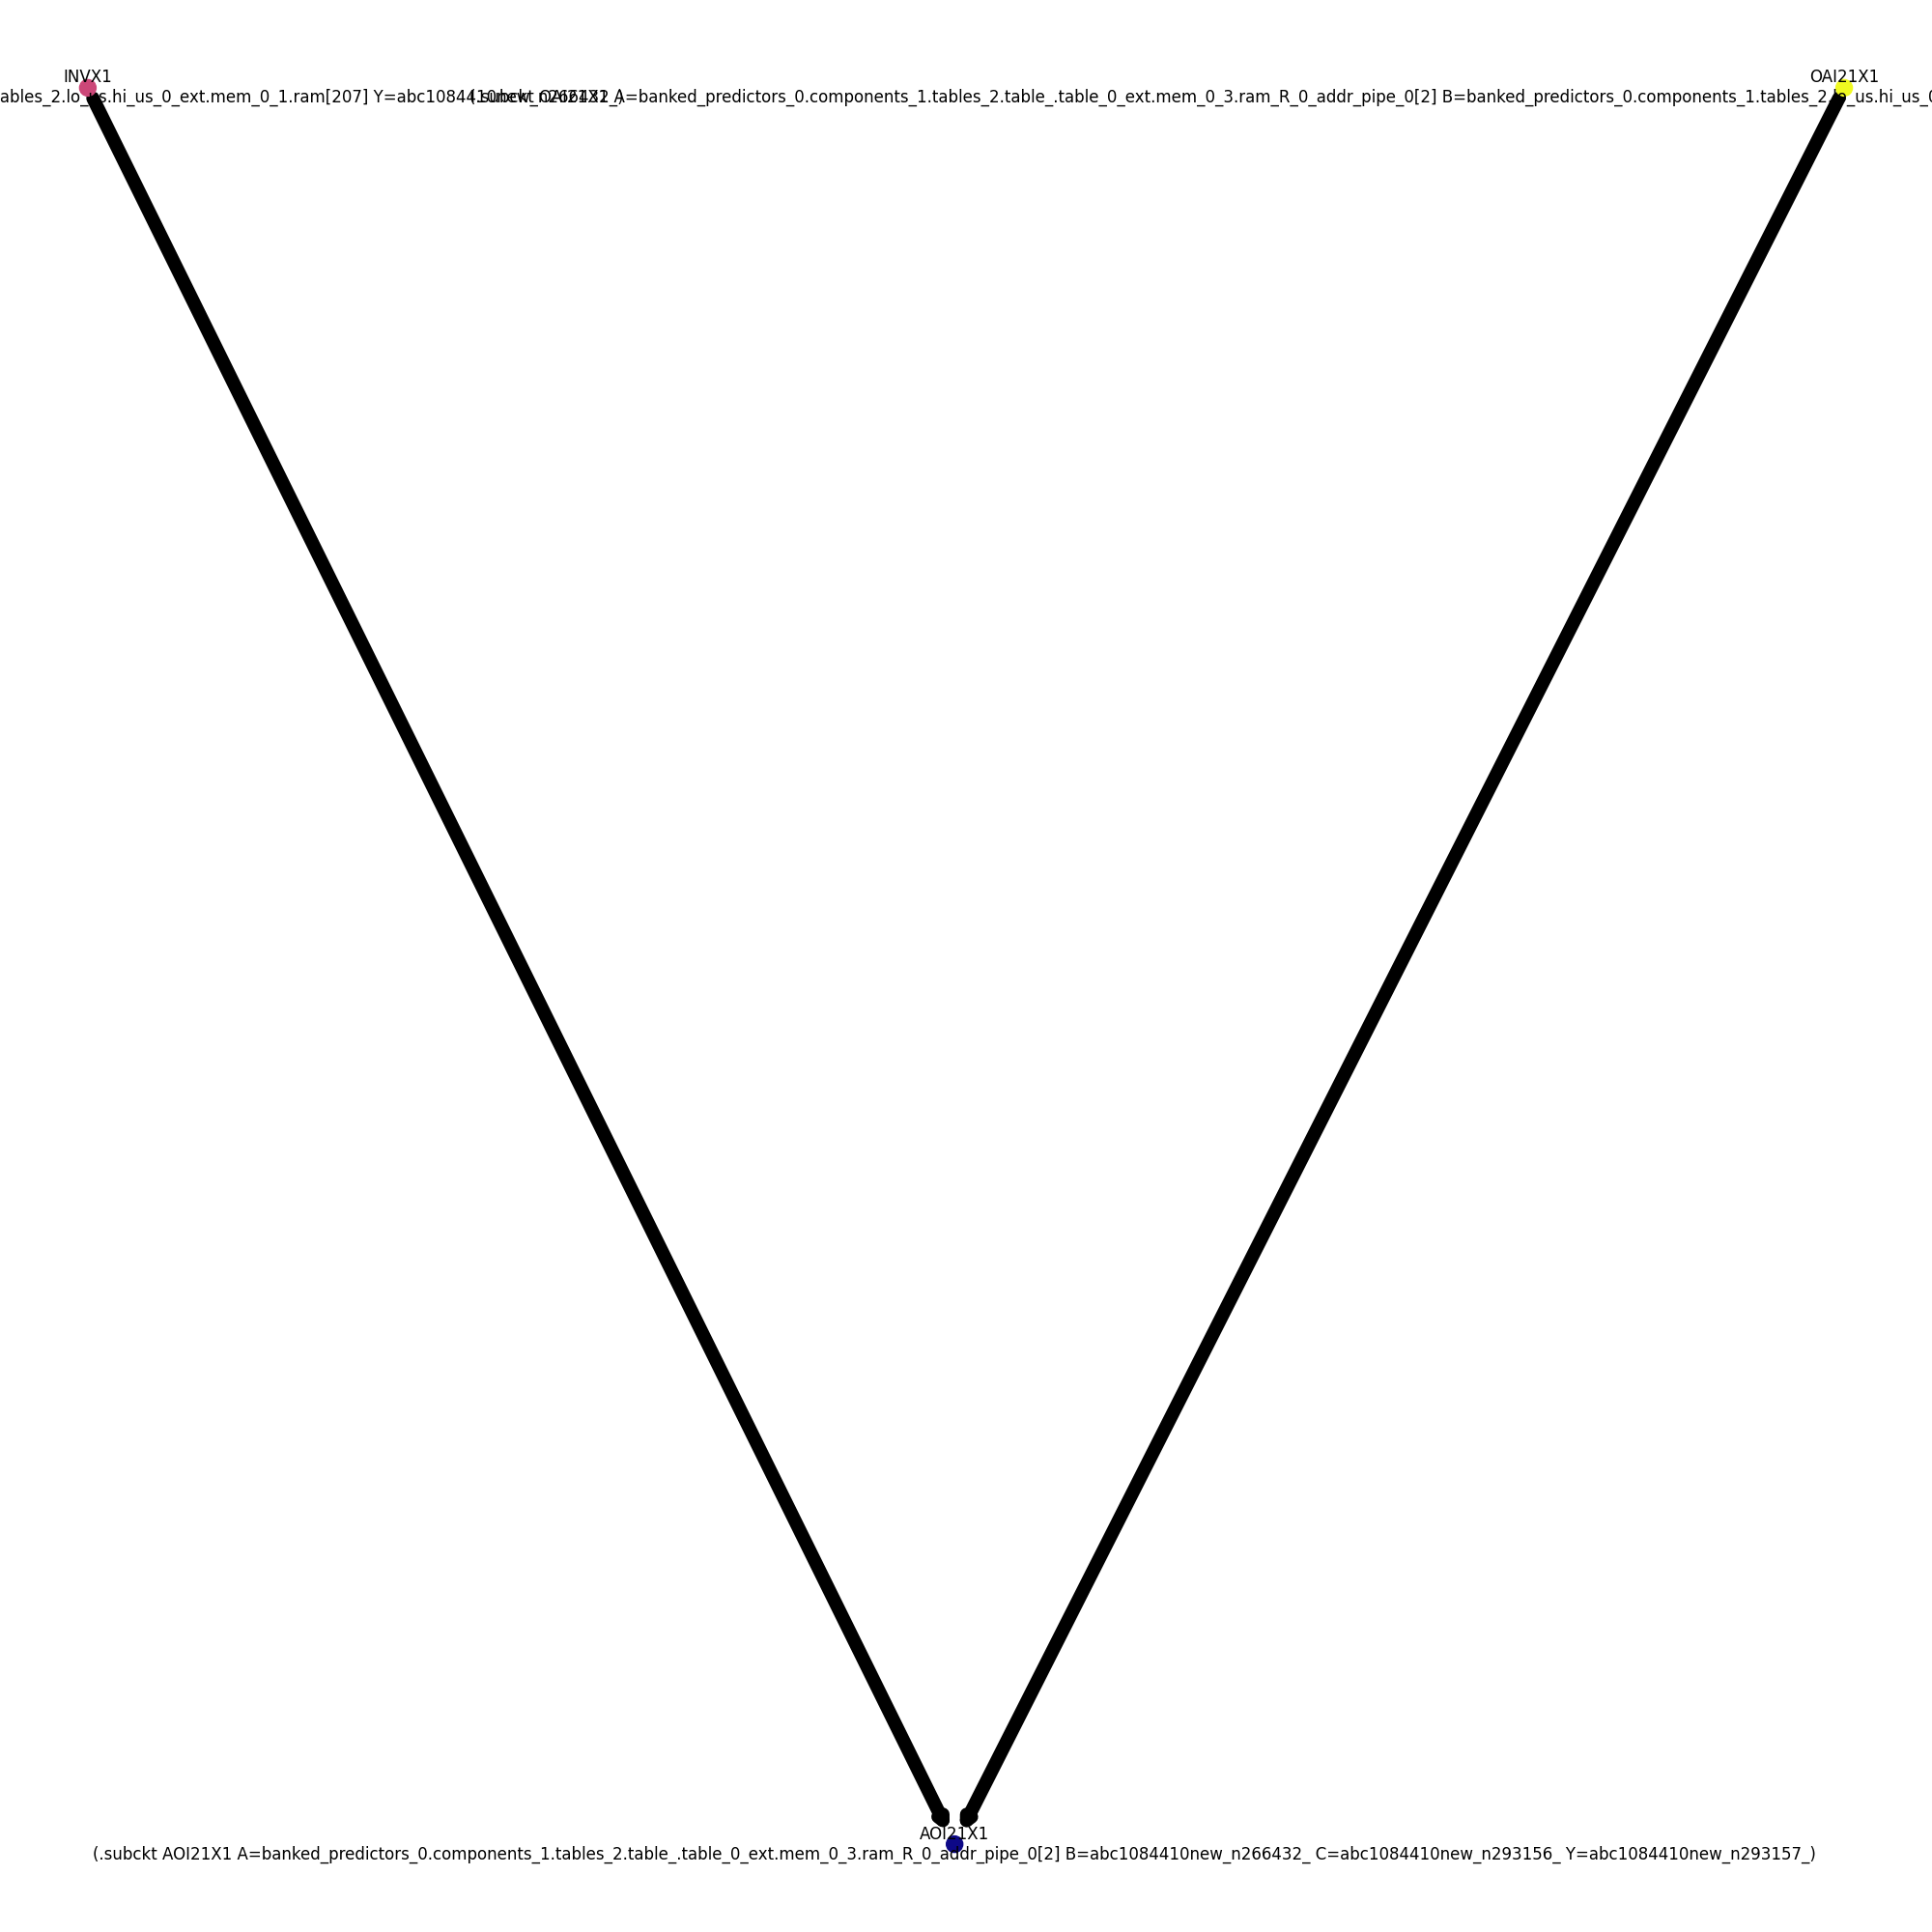 INVX1
OAI21X1
ables_2.lo_us.hi_us_0_ext.mem_0_1.ram[207] Y=abc1084410new_n266432_)
(.subckt OAI21X1 A=banked_predictors_0.components_1.tables_2.table_.table_0_ext.mem_0_3.ram_R_0_addr_pipe_0[2] B=banked_predictors_0.components_1.tables_2.lo_us.hi_us_0
AOI21X1
(.subckt AOI21X1 A=banked_predictors_0.components_1.tables_2.table_.table_0_ext.mem_0_3.ram_R_0_addr_pipe_0[2] B=abc1084410new_n266432_ C=abc1084410new_n293156_ Y=abc1084410new_n293157_)